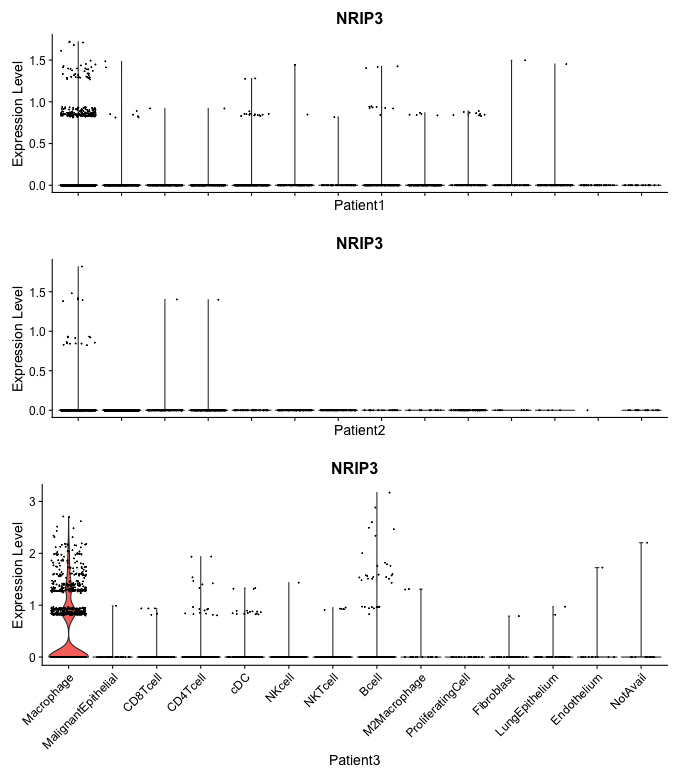 NRIP3
Expression Level
1.5
1.0
0.5
0.0
Patient1
NRIP3
Expression Level
1.5
1.0
0.5
0.0
Patient2
NRIP3
Expression Level
3
2
1
0
Macrophage
MalignantEpithelial
CD8Tcell
CD4Tcell
cDC
NKcell
NKTcell
Bcell
M2Macrophage
ProliferatingCell
Fibroblast
LungEpithelium
Endothelium
NotAvail
Patient3